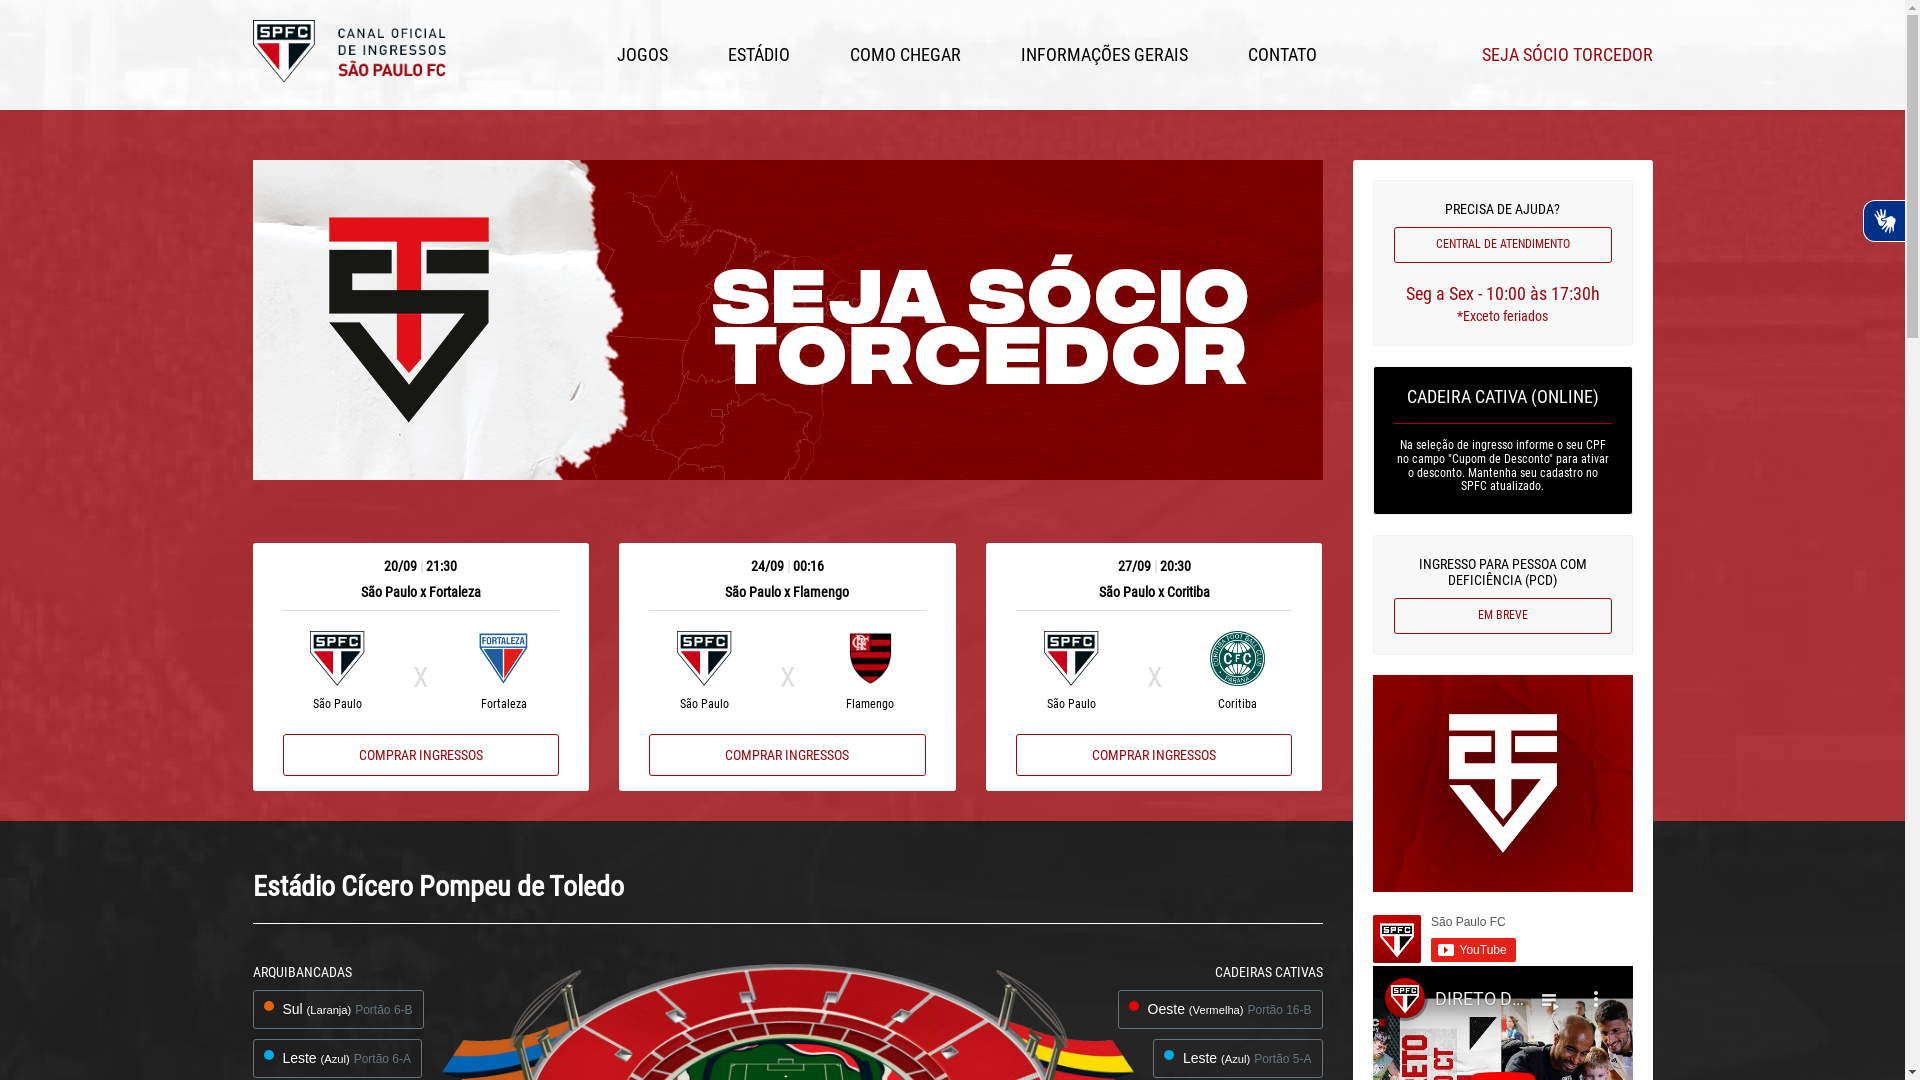 SPFC
CANAL OFICIAL
DE INGRESSOS
SÃO PAULO FC
JOGOS
ESTÁDIO
COMO CHEGAR
INFORMAÇÕES GERAIS
CONTATO
SEJA SÓCIO TORCEDOR
SEJA SÓCIO
TORCEDOR
PRECISA DE AJUDA?
CENTRAL DE ATENDIMENTO
Seg a Sex - 10:00 às 17:30h
*Exceto feriados
CADEIRA CATIVA (ONLINE)
Na seleção de ingresso informe o seu CPF
no campo "Cupom de Desconto" para ativar
o desconto. Mantenha seu cadastro no
SPFC atualizado.
INGRESSO PARA PESSOA COM
DEFICIÊNCIA (PCD)
EM BREVE
20/09 | 21:30
São Paulo x Fortaleza
SPFC
X
FORTALEZA
São Paulo
Fortaleza
COMPRAR INGRESSOS
24/09 | 00:16
São Paulo x Flamengo
SPFC
X
São Paulo
Flamengo
COMPRAR INGRESSOS
27/09 | 20:30
São Paulo x Coritiba
SPFC
X
CORITIBA FOOT BALL CLUB
CFC
PARANÁ
São Paulo
Coritiba
COMPRAR INGRESSOS
Estádio Cícero Pompeu de Toledo
ARQUIBANCADAS
Sul (Laranja) Portão 6-B
Leste (Azul) Portão 6-A
CADEIRAS CATIVAS
Oeste (Vermelha) Portão 16-B
Leste (Azul) Portão 5-A
SPFC
São Paulo FC
YouTube
SPFC
DIRETO D...